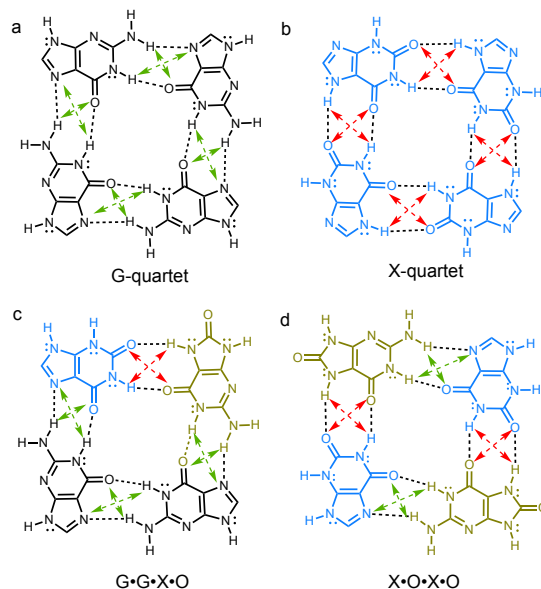 a
G-quartet
b
X-quartet
c
G•G•X•O
d
X•O•X•O